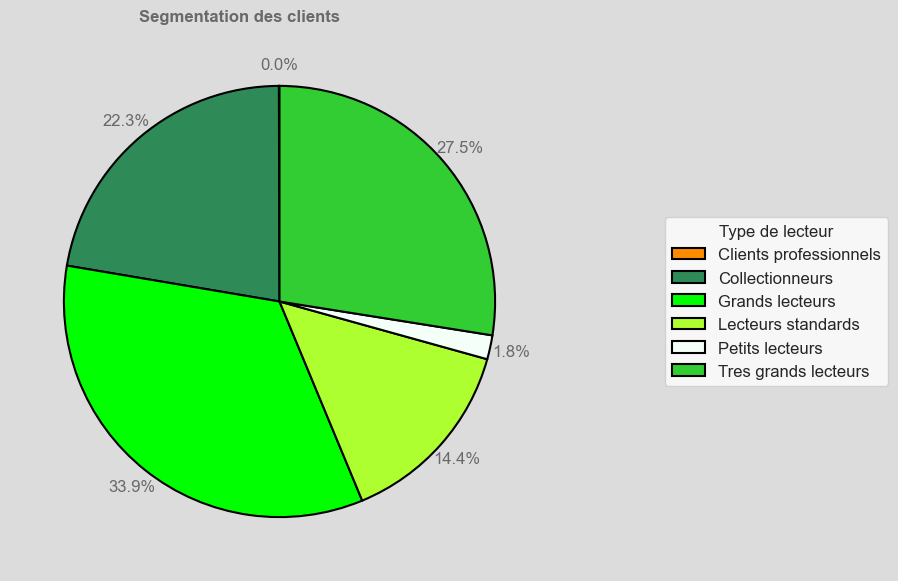 Segmentation des clients
0.0%
22.3%
27.5%
1.8%
14.4%
33.9%
Type de lecteur
Clients professionnels
Collectionneurs
Grands lecteurs
Lecteurs standards
Petits lecteurs
Tres grands lecteurs